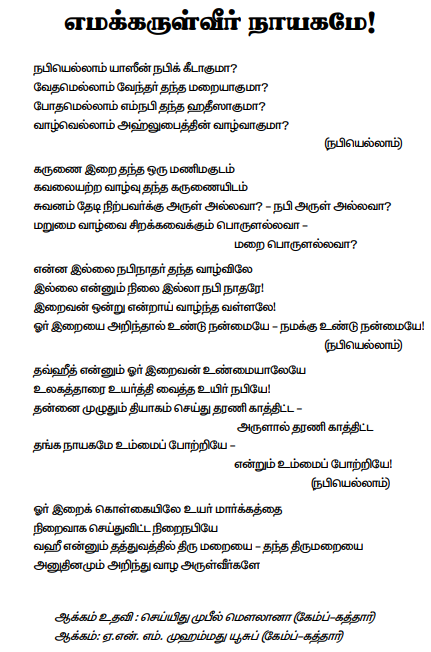 எமக்கருள்வீர் நாயகமே!
நபியெல்லாம் யாஸீன் நபிக் கீடாகுமா?
வேதமெல்லாம் வேந்தர் தந்த மறையாகுமா?
போதமெல்லாம் எம்நபி தந்த ஹதீஸாகுமா?
வாழ்வெல்லாம் அஹ்லுபைத்தின் வாழ்வாகுமா?
(நபியெல்லாம்)
கருணை இறை தந்த ஒரு மணிமகுடம்
கவலையற்ற வாழ்வு தந்த கருணையிடம்
சுவனம் தேடி நிற்பவர்க்கு அருள் அல்லவா? – நபி அருள் அல்லவா?
மறுமை வாழ்வை சிறக்கவைக்கும் பொருளல்லவா –
மறை பொருளல்லவா?
என்ன இல்லை நபிநாதர் தந்த வாழ்விலே
இல்லை என்னும் நிலை இல்லா நபி நாதரே!
இறைவன் ஒன்று என்றாய் வாழ்ந்த வள்ளலே!
ஓர் இறையை அறிந்தால் உண்டு நன்மையே – நமக்கு உண்டு நன்மையே!
(நபியெல்லாம்)
தவ்ஹீத் என்னும் ஓர் இறைவன் உண்மையாலேயே
உலகத்தாரை உயர்த்தி வைத்த உயிர் நபியே!
தன்னை முழுதும் தியாகம் செய்து தரணி காத்திட்ட –
அருளால் தரணி காத்திட்ட
தங்க நாயகமே உம்மைப் போற்றியே –
என்றும் உம்மைப் போற்றியே!
(நபியெல்லாம்)
ஓர் இறைக் கொள்கையிலே உயர் மார்க்கத்தை
நிறைவாக செய்துவிட்ட நிறைநபியே
வஹீ என்னும் தத்துவத்தில் திரு மறையை – தந்த திருமறையை
அனுதினமும் அறிந்து வாழ அருள்வீர்களே
ஆக்கம் உதவி : செய்யிது முபீல் மௌலானா (கேம்ப்-கத்தார்)
ஆக்கம்: ஏ.என். எம். முஹம்மது யூசுப் (கேம்ப்-கத்தார்)